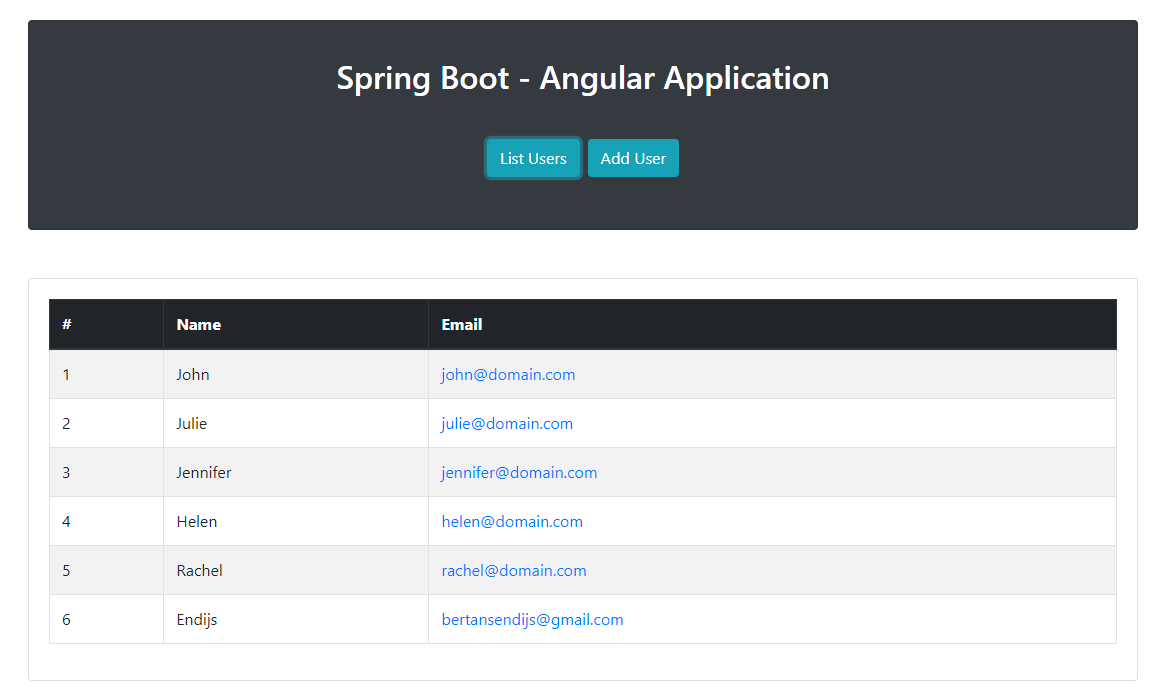 Spring Boot - Angular Application
List Users Add User
# Name Email
1 John john@domain.com
2 Julie julie@domain.com
3 Jennifer jennifer@domain.com
4 Helen helen@domain.com
5 Rachel rachel@domain.com
6 Endijs bertansendijs@gmail.com